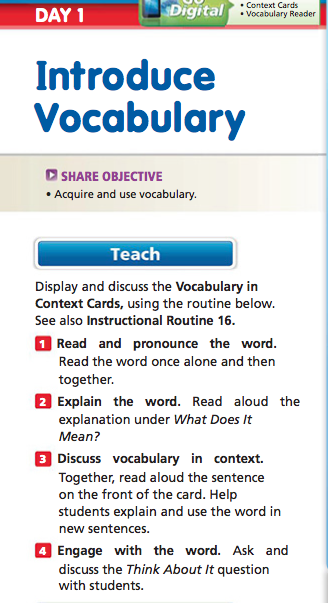 DAY 1
Digital
• Context Cards
• Vocabulary Reader
Introduce
Vocabulary
SHARE OBJECTIVE
• Acquire and use vocabulary.
Teach
Display and discuss the Vocabulary in
Context Cards, using the routine below.
See also Instructional Routine 16.
1 Read and pronounce the word.
Read the word once alone and then
together.
2 Explain the word. Read aloud the
explanation under What Does It
Mean?
3 Discuss vocabulary in context.
Together, read aloud the sentence
on the front of the card. Help
students explain and use the word in
new sentences.
4 Engage with the word. Ask and
discuss the Think About It question
with students.